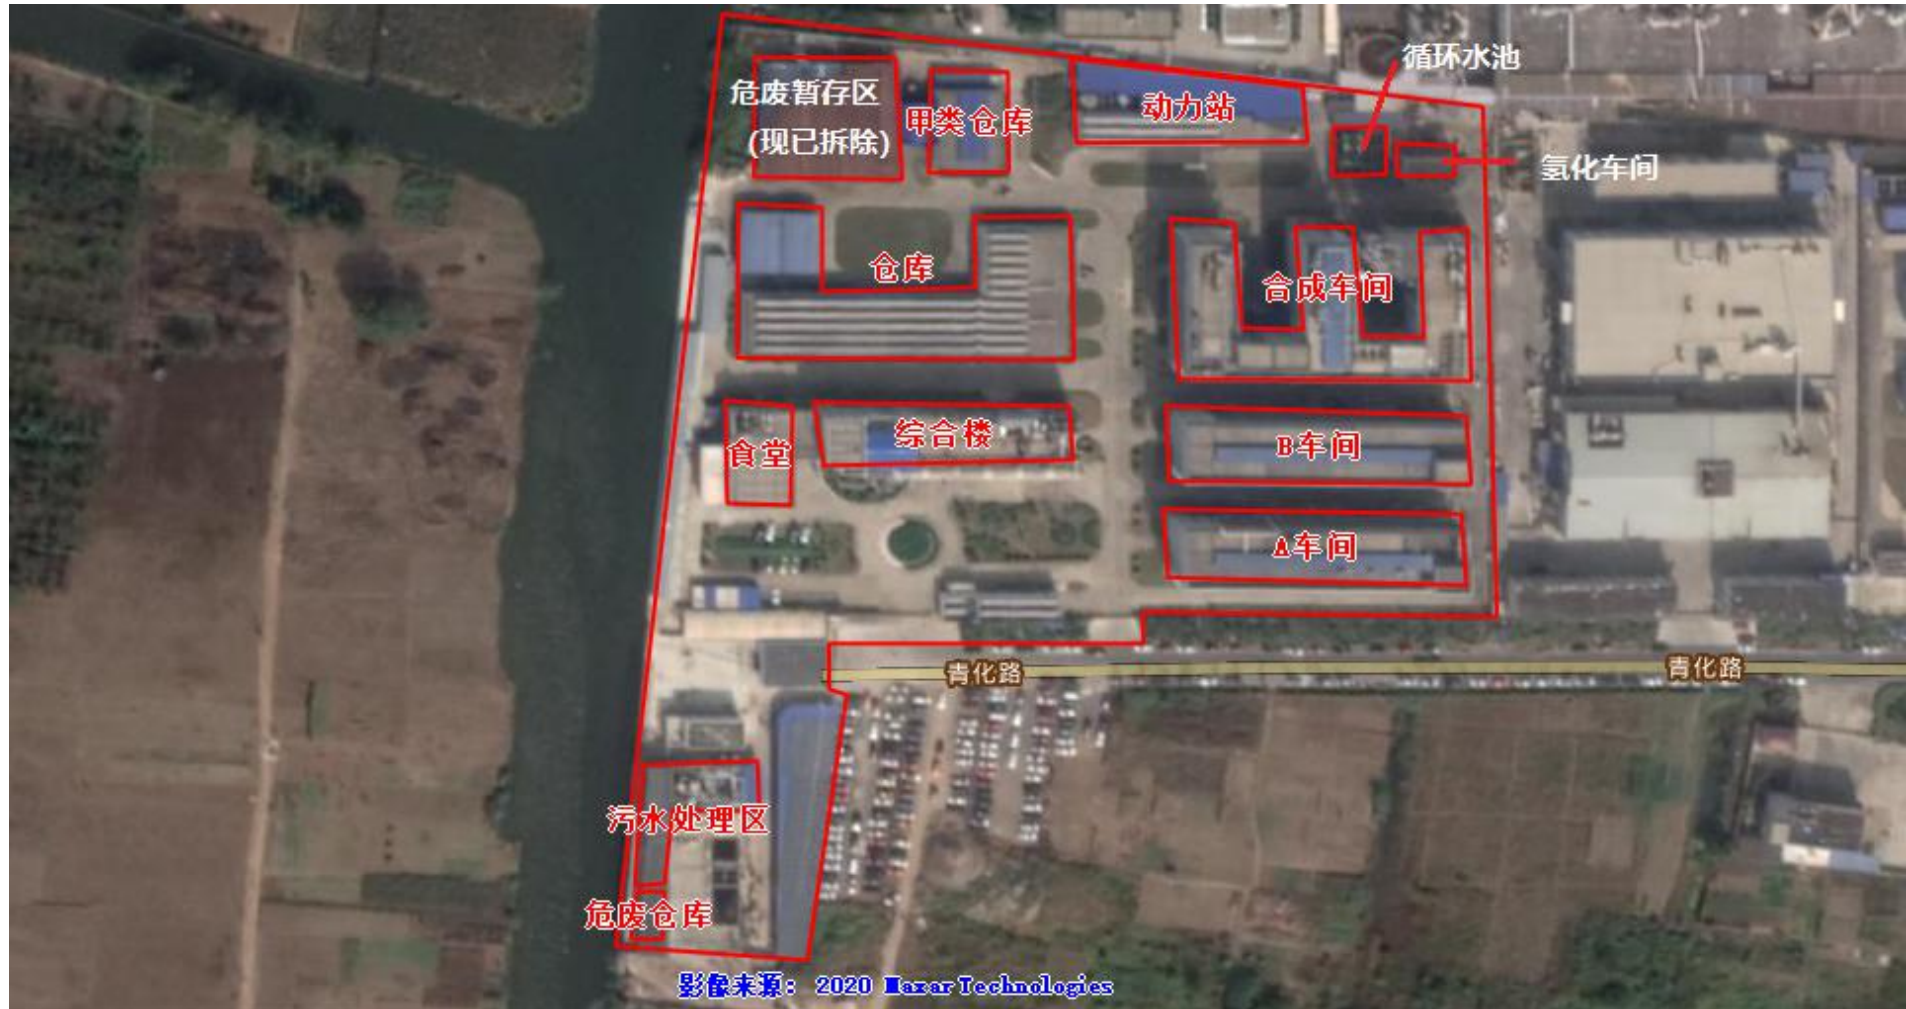 循环水池
危废暂存区
(现已拆除)
甲类仓库
动力站
氢化车间
仓库
合成车间
食堂
综合楼
B车间
A车间
青化路
青化路
污水处理区
危废仓库
影像来源： 2020 Maxar Technologies